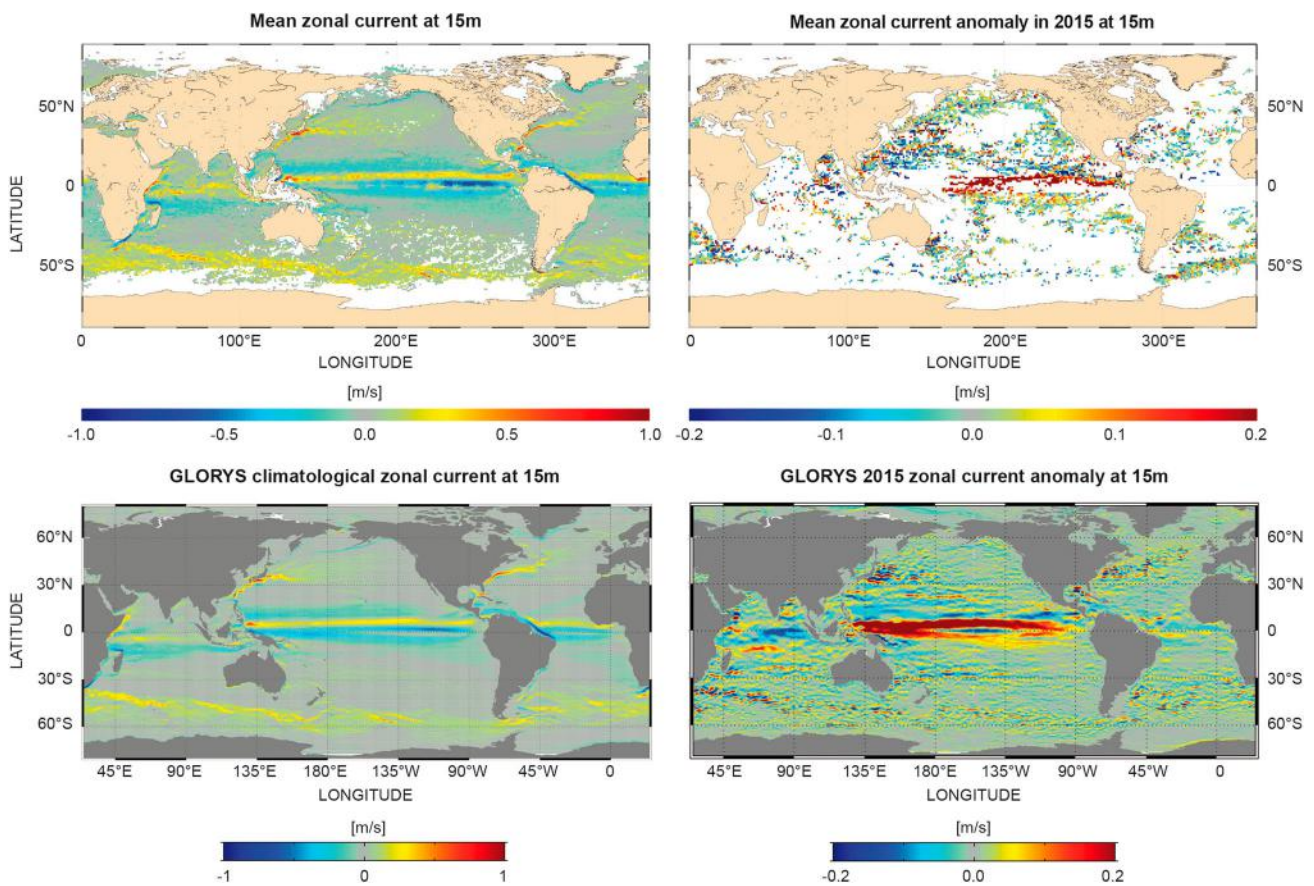 Mean zonal current at 15m
Mean zonal current anomaly in 2015 at 15m
LATITUDE
50°N
0
50°S
50°N
0
50°S
0 100°E 200°E 300°E
0 100°E 200°E 300°E
LONGITUDE
LONGITUDE
[m/s]
[m/s]
-1.0 -0.5 0.0 0.5 1.0
-0.2 -0.1 0.0 0.1 0.2
GLORYS climatological zonal current at 15m
GLORYS 2015 zonal current anomaly at 15m
LATITUDE
60°N
30°N
0
30°S
60°S
60°N
30°N
0
30°S
60°S
45°E 90°E 135°E 180°E 135°W 90°W 45°W 0
45°E 90°E 135°E 180°E 135°W 90°W 45°W 0
LONGITUDE
LONGITUDE
[m/s]
[m/s]
-1 0 1
-0.2 0 0.2